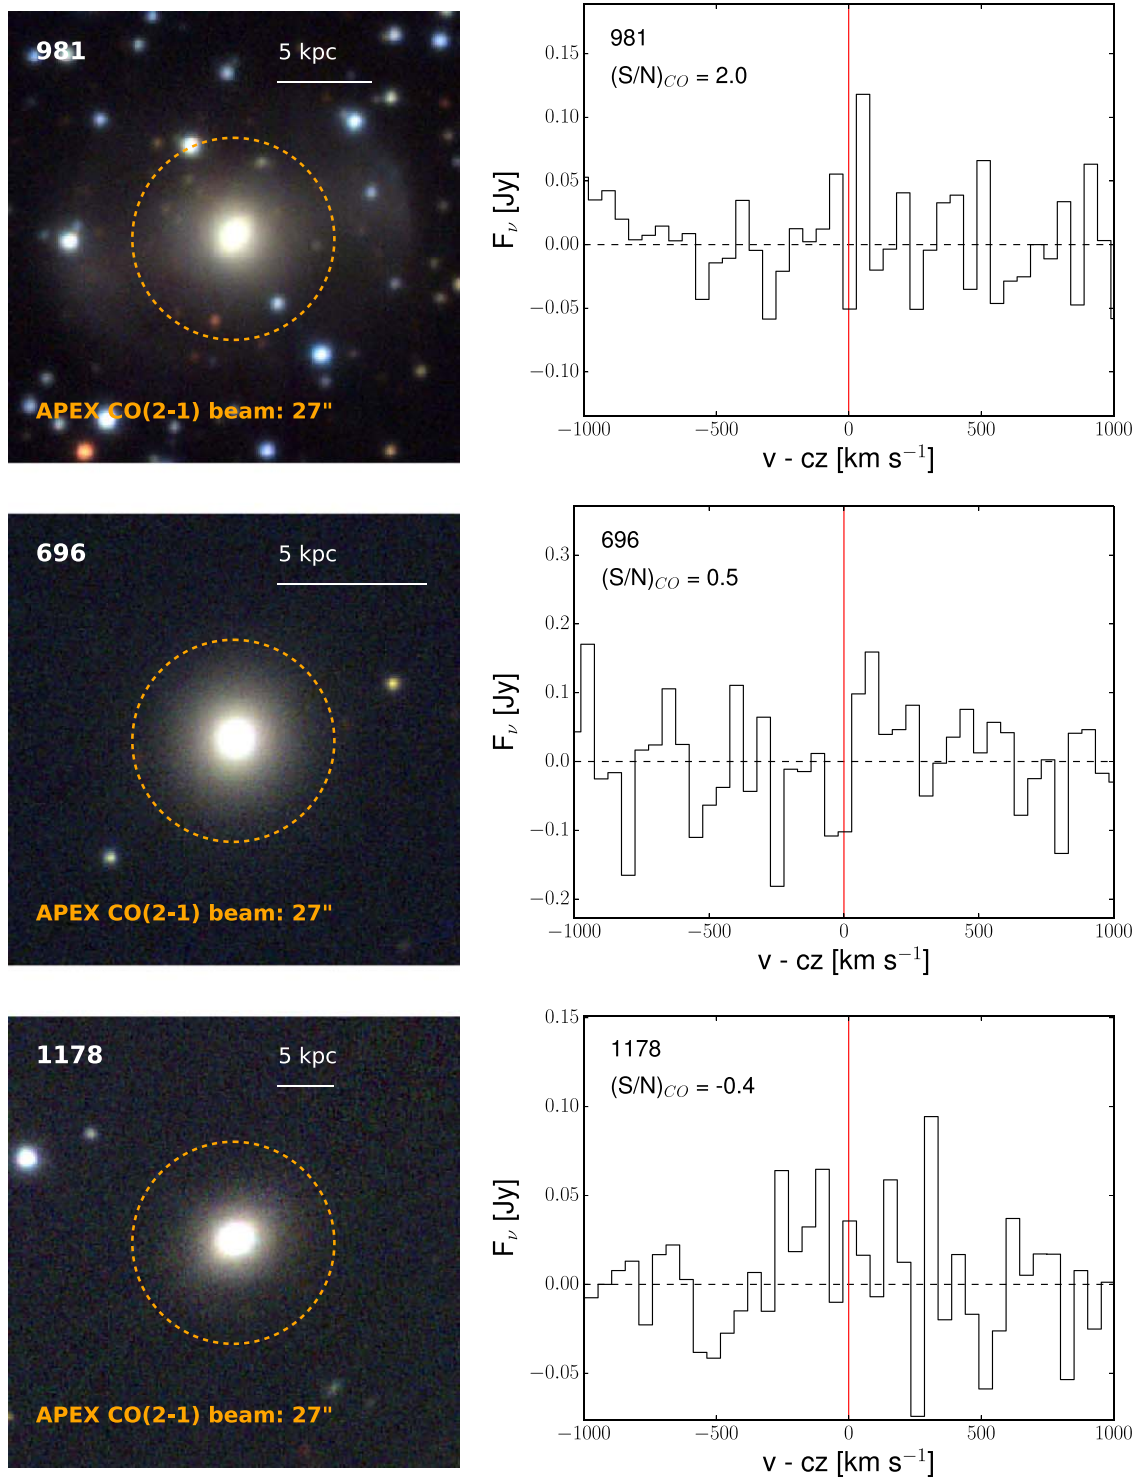 981
5 kpc
APEX CO(2-1) beam: 27"
981
(S/N)CO = 2.0
0.15
0.10
0.05
0.00
−0.05
−0.10
Fν [Jy]
−1000 −500 0 500 1000
v - cz [km s−1]
696
5 kpc
APEX CO(2-1) beam: 27"
696
(S/N)CO = 0.5
0.3
0.2
0.1
0.0
−0.1
−0.2
Fν [Jy]
−1000 −500 0 500 1000
v - cz [km s−1]
1178
5 kpc
APEX CO(2-1) beam: 27"
1178
(S/N)CO = -0.4
0.15
0.10
0.05
0.00
−0.05
Fν [Jy]
−1000 −500 0 500 1000
v - cz [km s−1]